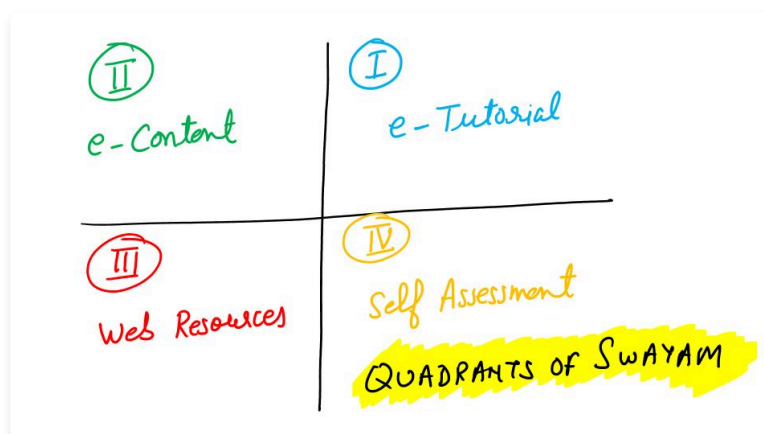 II
e-Content
I
e-Tutorial
III
Web Resources
IV
Self Assessment
QUADRANTS OF SWAYAM